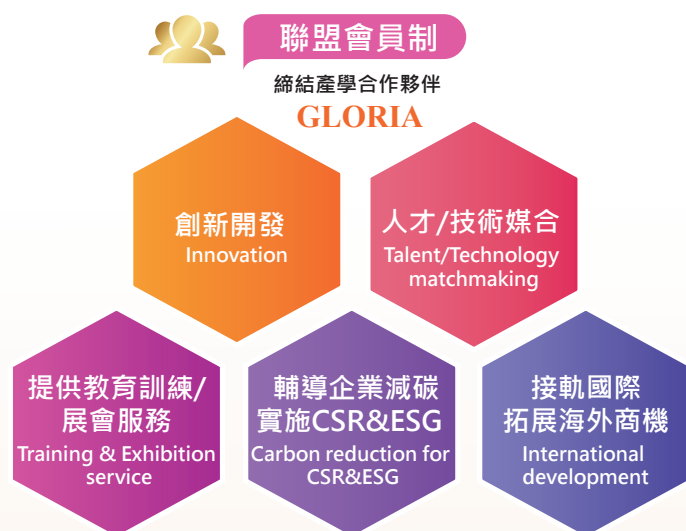 聯盟會員制
締結產學合作夥伴
GLORIA
創新開發
Innovation
人才/技術媒合
Talent/Technology
matchmaking
提供教育訓練/
展會服務
Training & Exhibition
service
輔導企業減碳
實施CSR&ESG
Carbon reduction for
CSR&ESG
接軌國際
拓展海外商機
International
development